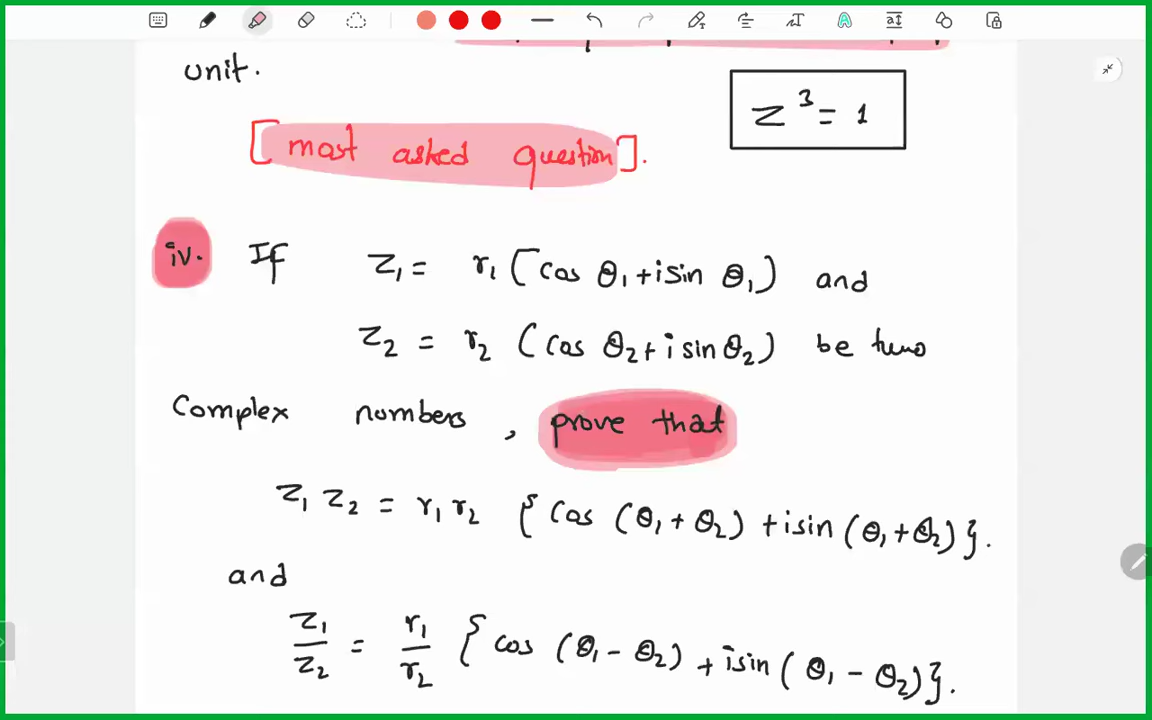 unit.
z³ = 1
[most asked question].
iv. If z₁ = r₁ (cos θ₁ + i sin θ₁) and
z₂ = r₂ (cos θ₂ + i sin θ₂) be two
Complex numbers, prove that
z₁ z₂ = r₁ r₂ {cos (θ₁ + θ₂) + i sin (θ₁ + θ₂)}.
and
z₁/z₂ = r₁/r₂ {cos (θ₁ - θ₂) + i sin (θ₁ - θ₂)}.